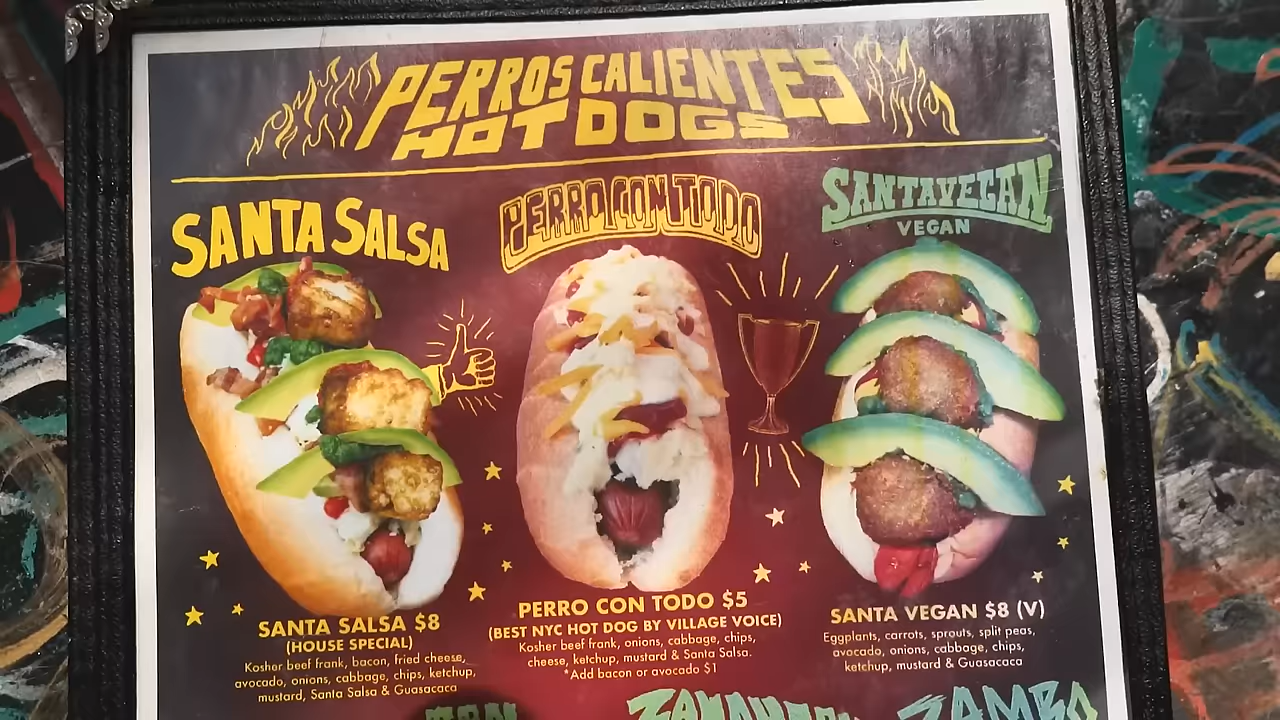 PERROS CALIENTES
HOT DOGS
SANTA SALSA
PERRO CON TODO
SANTAVEGAN
VEGAN
SANTA SALSA $8
(HOUSE SPECIAL)
Kosher beef frank, bacon, fried cheese,
avocado, onions, cabbage, chips, ketchup,
mustard, Santa Salsa & Guasacaca
PERRO CON TODO $5
(BEST NYC HOT DOG BY VILLAGE VOICE)
Kosher beef frank, onions, cabbage, chips,
cheese, ketchup, mustard & Santa Salsa.
*Add bacon or avocado $1
SANTA VEGAN $8 (V)
Eggplants, carrots, sprouts, split peas,
avocado, onions, cabbage, chips,
ketchup, mustard & Guasacaca